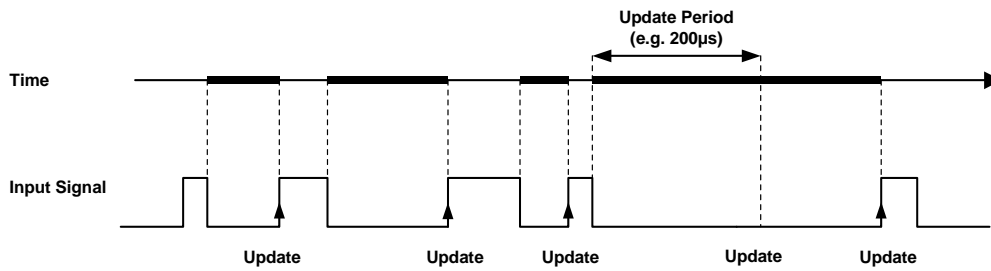 Update Period
(e.g. 200µs)
Time
Input Signal
Update
Update
Update
Update
Update